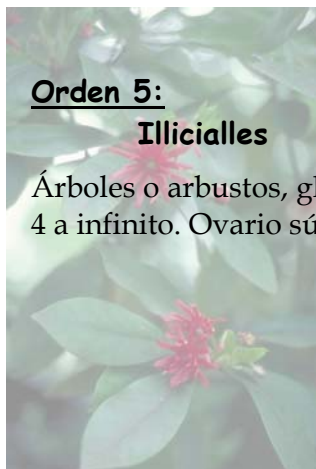 Orden 5:
Illicialles
Árboles o arbustos, gl
4 a infinito. Ovario sú